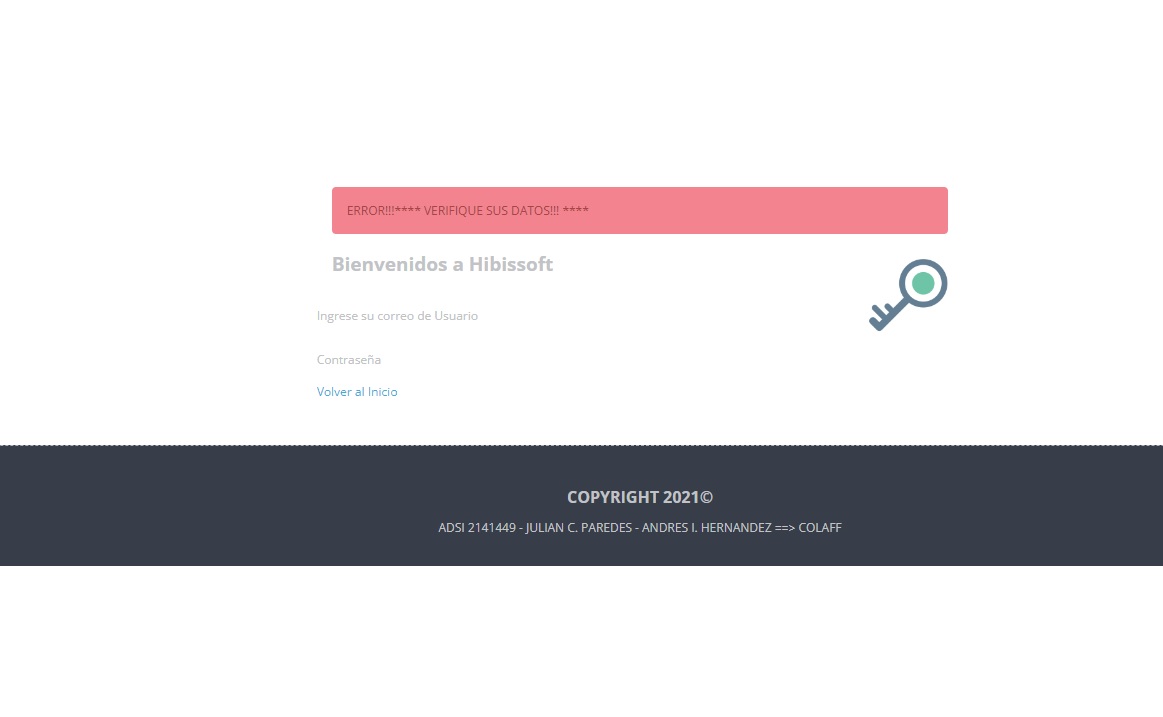 ERROR!!!**** VERIFIQUE SUS DATOS!!! ****
Bienvenidos a Hibissoft
Ingrese su correo de Usuario
Contraseña
Volver al Inicio
COPYRIGHT 2021©
ADSI 2141449 - JULIAN C. PAREDES - ANDRES I. HERNANDEZ ==> COLAFF